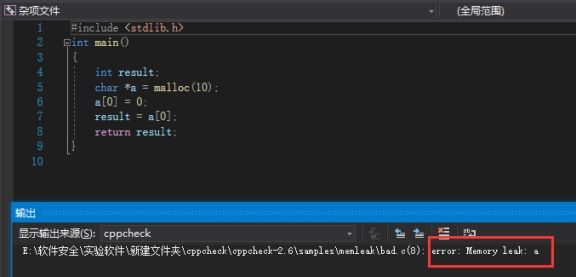 杂项文件
(全局范围)
1 #include <stdlib.h>
2 int main()
3 {
4 int result;
5 char *a = malloc(10);
6 a[0] = 0;
7 result = a[0];
8 return result;
9 }
10
输出
显示输出来源(S): cppcheck
E:\软件安全\实验软件\新建文件夹\cppcheck\cppcheck-2.6\samples\memleak\bad.c(8): error: Memory leak: a